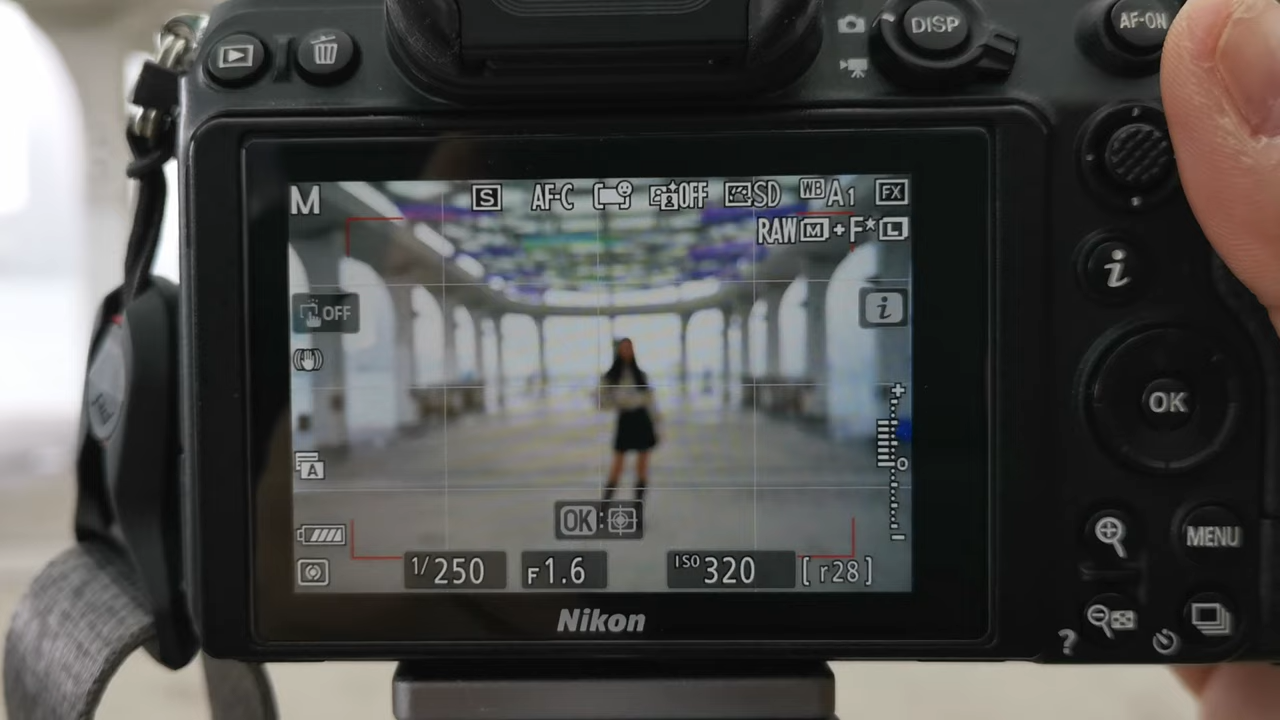 DISP
AF-ON
M S AF-C OFF SD WB A1 FX
RAW M + F* L
OFF
i
i
OK
A
OK :
MENU
1/250 F1.6 ISO 320 [ r28 ]
Nikon
?